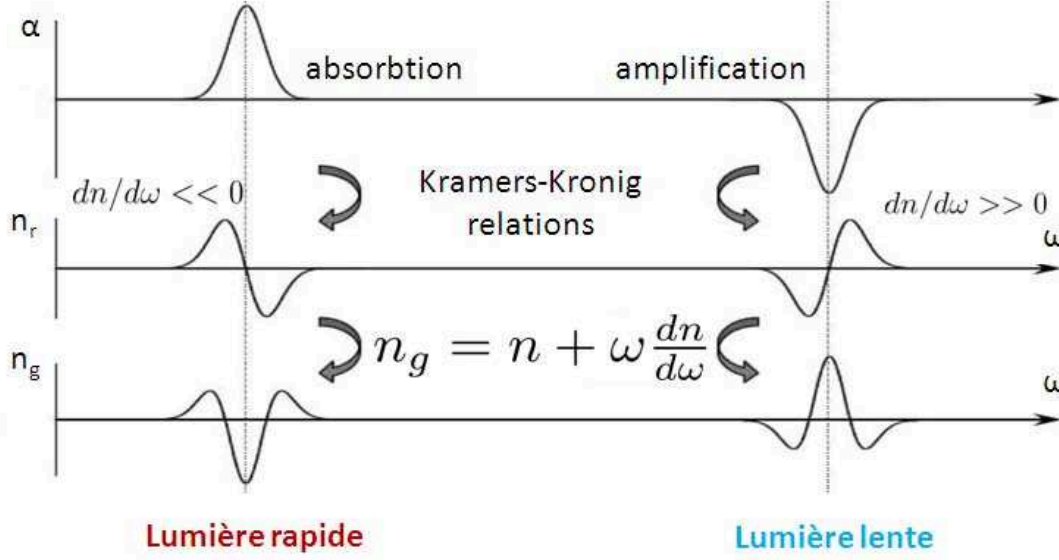 α
absorbtion
amplification
dn/dω << 0
Kramers-Kronig
relations
dn/dω >> 0
nᵣ
ω
n_g = n + ω dn/dω
n_g
ω
Lumière rapide
Lumière lente